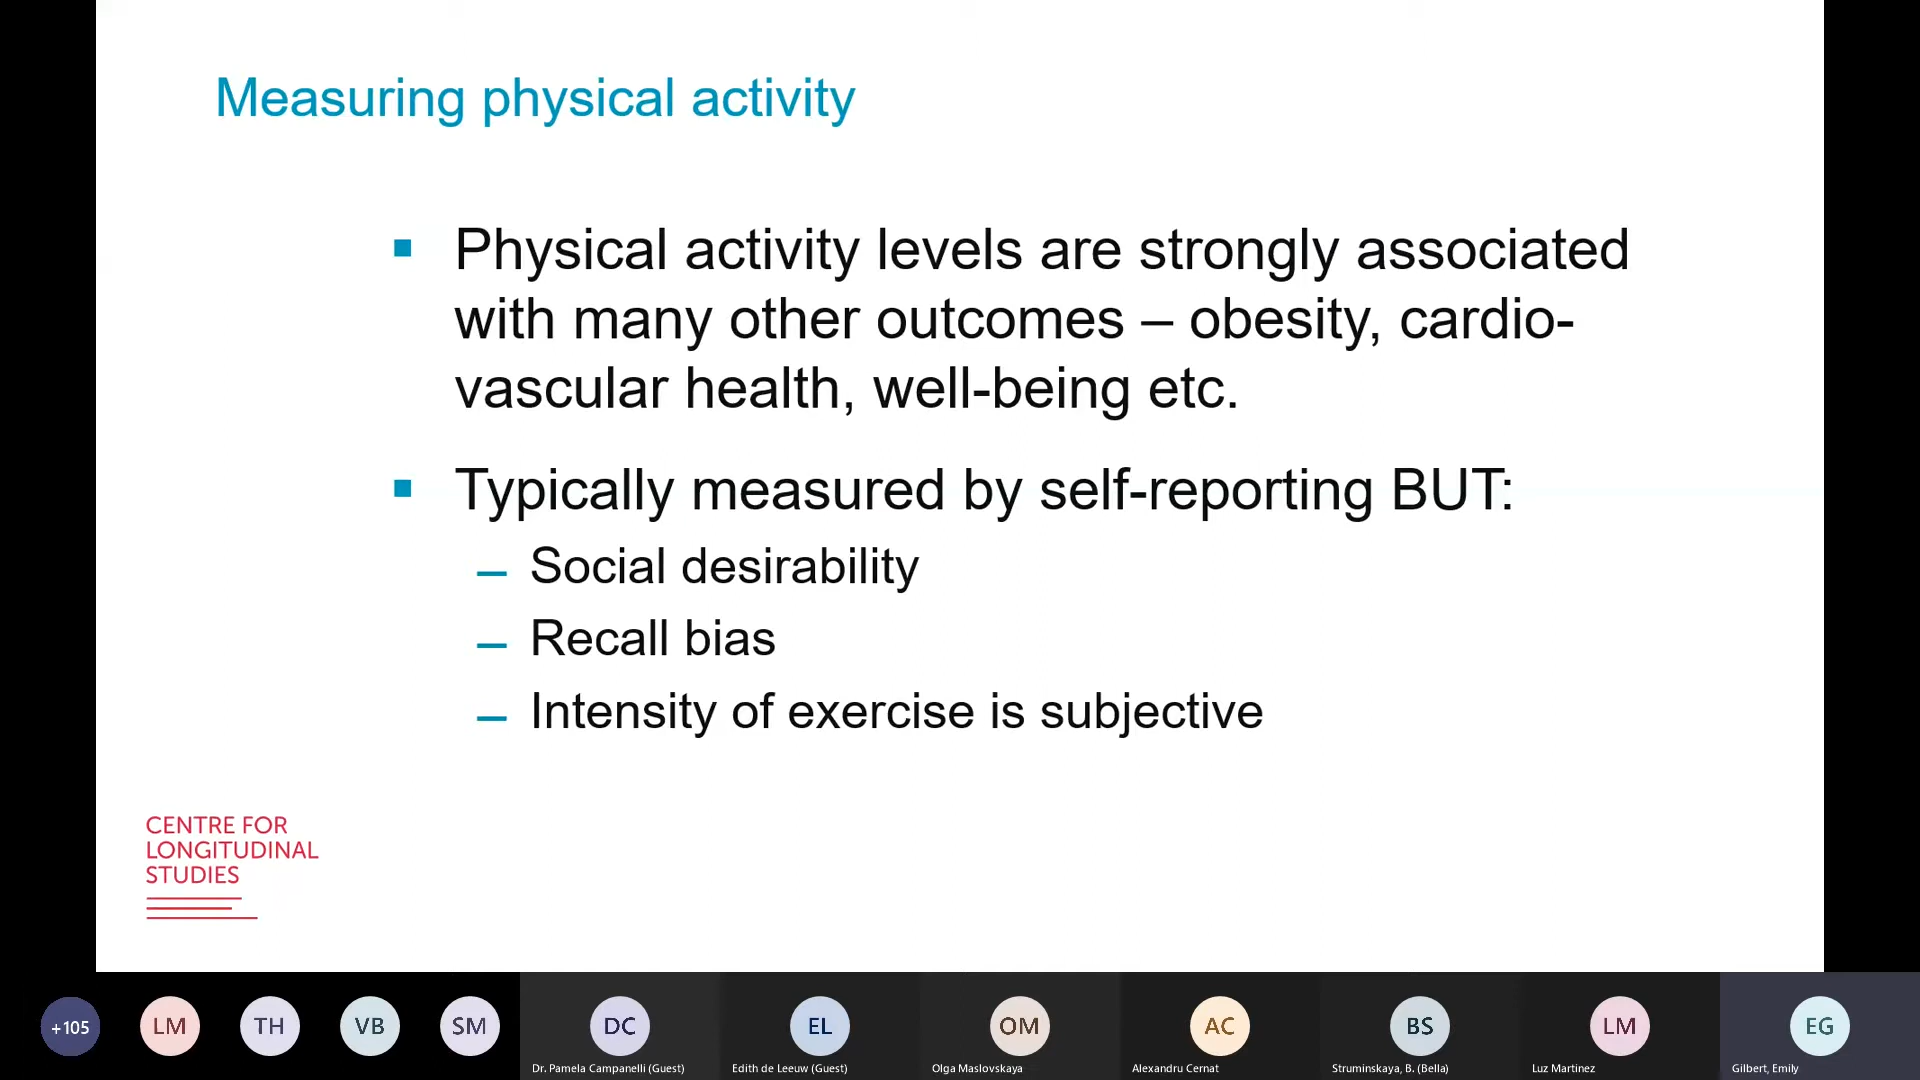 Measuring physical activity
Physical activity levels are strongly associated
with many other outcomes – obesity, cardio-
vascular health, well-being etc.
Typically measured by self-reporting BUT:
– Social desirability
– Recall bias
– Intensity of exercise is subjective
CENTRE FOR
LONGITUDINAL
STUDIES
+105 LM TH VB SM DC EL OM AC BS LM EG
Dr. Pamela Campanelli (Guest) Edith de Leeuw (Guest) Olga Maslovskaya Alexandru Cernat Struminskaya, B. (Bella) Luz Martinez Gilbert, Emily